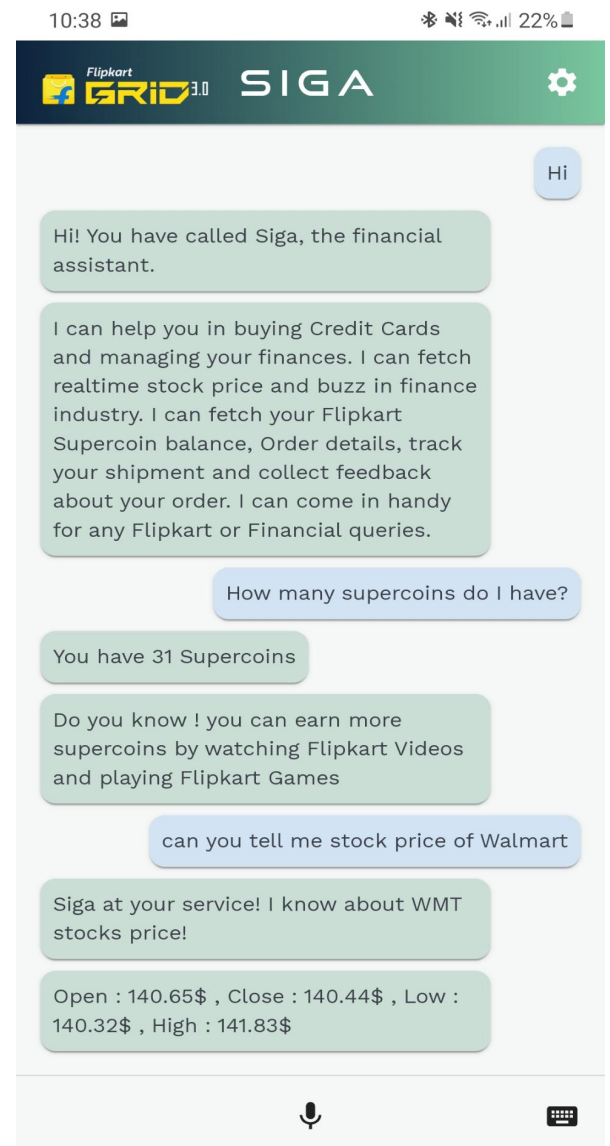 10:38
22%
Flipkart
GRiD 3.0
SIGA
Hi
Hi! You have called Siga, the financial
assistant.
I can help you in buying Credit Cards
and managing your finances. I can fetch
realtime stock price and buzz in finance
industry. I can fetch your Flipkart
Supercoin balance, Order details, track
your shipment and collect feedback
about your order. I can come in handy
for any Flipkart or Financial queries.
How many supercoins do I have?
You have 31 Supercoins
Do you know ! you can earn more
supercoins by watching Flipkart Videos
and playing Flipkart Games
can you tell me stock price of Walmart
Siga at your service! I know about WMT
stocks price!
Open : 140.65$ , Close : 140.44$ , Low :
140.32$ , High : 141.83$